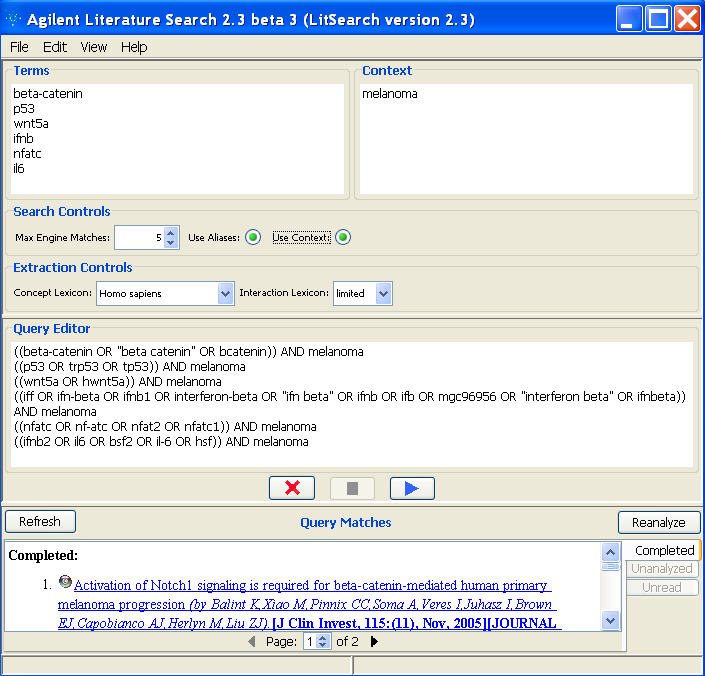 Agilent Literature Search 2.3 beta 3 (LitSearch version 2.3)
File Edit View Help
Terms
beta-catenin
p53
wnt5a
ifnb
nfatc
il6
Context
melanoma
Search Controls
Max Engine Matches: 5 Use Aliases: Use Context:
Extraction Controls
Concept Lexicon: Homo sapiens Interaction Lexicon: limited
Query Editor
((beta-catenin OR "beta catenin" OR bcatenin)) AND melanoma
((p53 OR trp53 OR tp53)) AND melanoma
((wnt5a OR hwnt5a)) AND melanoma
((iff OR ifn-beta OR ifnb1 OR interferon-beta OR "ifn beta" OR ifnb OR ifb OR mgc96956 OR "interferon beta" OR ifnbeta))
AND melanoma
((nfatc OR nf-atc OR nfat2 OR nfatc1)) AND melanoma
((ifnb2 OR il6 OR bsf2 OR il-6 OR hsf)) AND melanoma
Refresh Query Matches Reanalyze
Completed:
1. Activation of Notch1 signaling is required for beta-catenin-mediated human primary
melanoma progression (by Balint K,Xiao M,Pinnix CC,Soma A,Veres I,Juhasz I,Brown
EJ,Capobianco AJ,Herlyn M,Liu ZJ) [J Clin Invest, 115:(11), Nov, 2005][JOURNAL
Completed
Unanalyzed
Unread
Page: 1 of 2